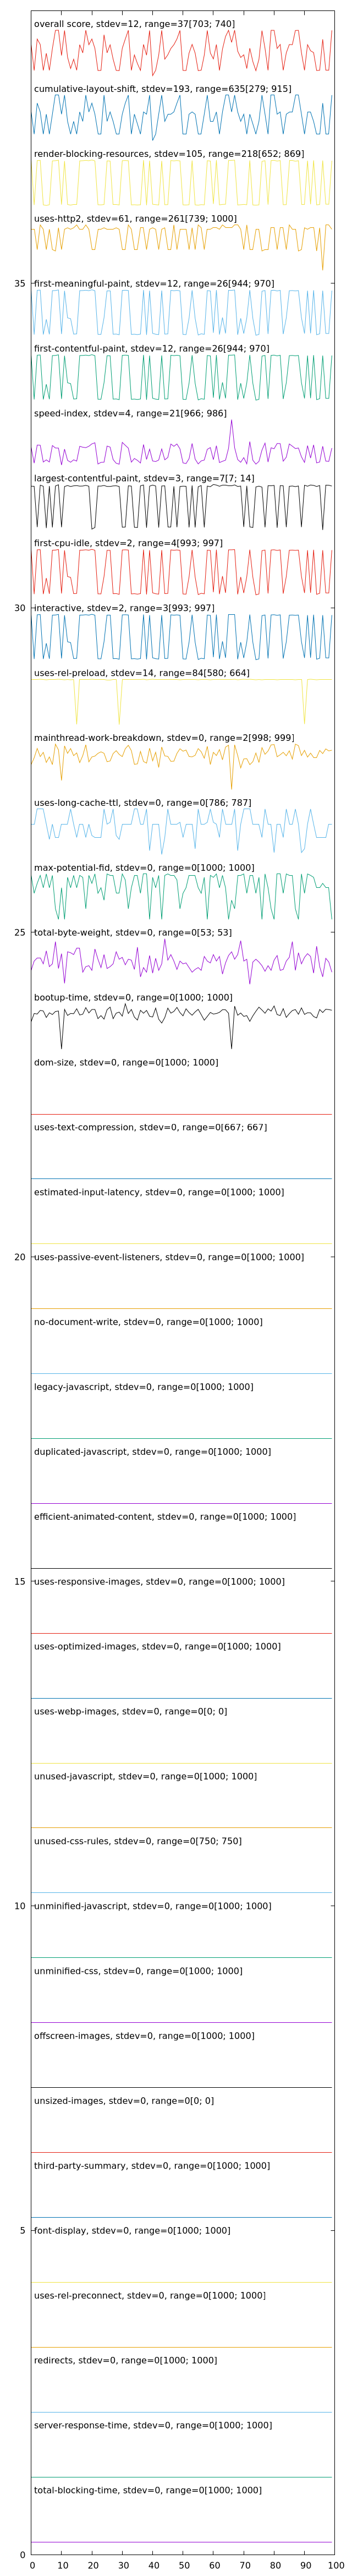 overall score, stdev=12, range=37[703; 740]
cumulative-layout-shift, stdev=193, range=635[279; 915]
render-blocking-resources, stdev=105, range=218[652; 869]
uses-http2, stdev=61, range=261[739; 1000]
35
first-meaningful-paint, stdev=12, range=26[944; 970]
first-contentful-paint, stdev=12, range=26[944; 970]
speed-index, stdev=4, range=21[966; 986]
largest-contentful-paint, stdev=3, range=7[7; 14]
first-cpu-idle, stdev=2, range=4[993; 997]
30
interactive, stdev=2, range=3[993; 997]
uses-rel-preload, stdev=14, range=84[580; 664]
mainthread-work-breakdown, stdev=0, range=2[998; 999]
uses-long-cache-ttl, stdev=0, range=0[786; 787]
max-potential-fid, stdev=0, range=0[1000; 1000]
25
total-byte-weight, stdev=0, range=0[53; 53]
bootup-time, stdev=0, range=0[1000; 1000]
dom-size, stdev=0, range=0[1000; 1000]
uses-text-compression, stdev=0, range=0[667; 667]
estimated-input-latency, stdev=0, range=0[1000; 1000]
20
uses-passive-event-listeners, stdev=0, range=0[1000; 1000]
no-document-write, stdev=0, range=0[1000; 1000]
legacy-javascript, stdev=0, range=0[1000; 1000]
duplicated-javascript, stdev=0, range=0[1000; 1000]
efficient-animated-content, stdev=0, range=0[1000; 1000]
15
uses-responsive-images, stdev=0, range=0[1000; 1000]
uses-optimized-images, stdev=0, range=0[1000; 1000]
uses-webp-images, stdev=0, range=0[0; 0]
unused-javascript, stdev=0, range=0[1000; 1000]
unused-css-rules, stdev=0, range=0[750; 750]
10
unminified-javascript, stdev=0, range=0[1000; 1000]
unminified-css, stdev=0, range=0[1000; 1000]
offscreen-images, stdev=0, range=0[1000; 1000]
unsized-images, stdev=0, range=0[0; 0]
third-party-summary, stdev=0, range=0[1000; 1000]
5
font-display, stdev=0, range=0[1000; 1000]
uses-rel-preconnect, stdev=0, range=0[1000; 1000]
redirects, stdev=0, range=0[1000; 1000]
server-response-time, stdev=0, range=0[1000; 1000]
total-blocking-time, stdev=0, range=0[1000; 1000]
0
0 10 20 30 40 50 60 70 80 90 100